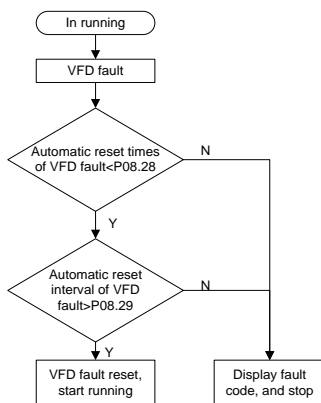 In running
VFD fault
Automatic reset times
of VFD fault<P08.28
N
Y
Automatic reset
interval of VFD
fault>P08.29
N
Y
VFD fault reset,
start running
Display fault
code, and stop